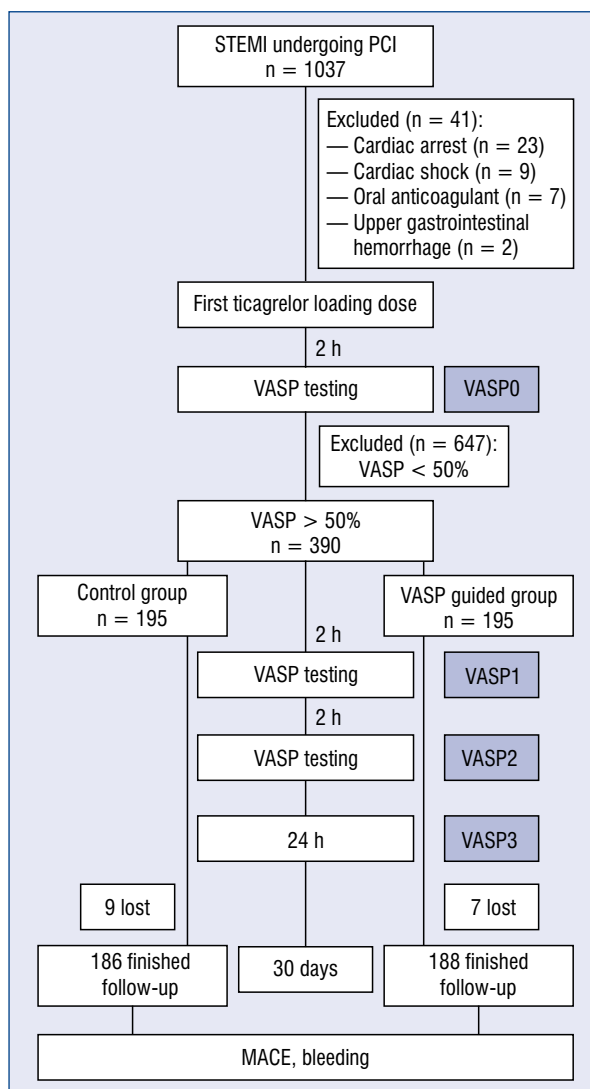 STEMI undergoing PCI
n = 1037
Excluded (n = 41):
— Cardiac arrest (n = 23)
— Cardiac shock (n = 9)
— Oral anticoagulant (n = 7)
— Upper gastrointestinal
hemorrhage (n = 2)
First ticagrelor loading dose
2 h
VASP testing
VASP0
Excluded (n = 647):
VASP < 50%
VASP > 50%
n = 390
Control group
n = 195
VASP guided group
n = 195
2 h
VASP testing
VASP1
2 h
VASP testing
VASP2
24 h
VASP3
9 lost
7 lost
186 finished
follow-up
30 days
188 finished
follow-up
MACE, bleeding